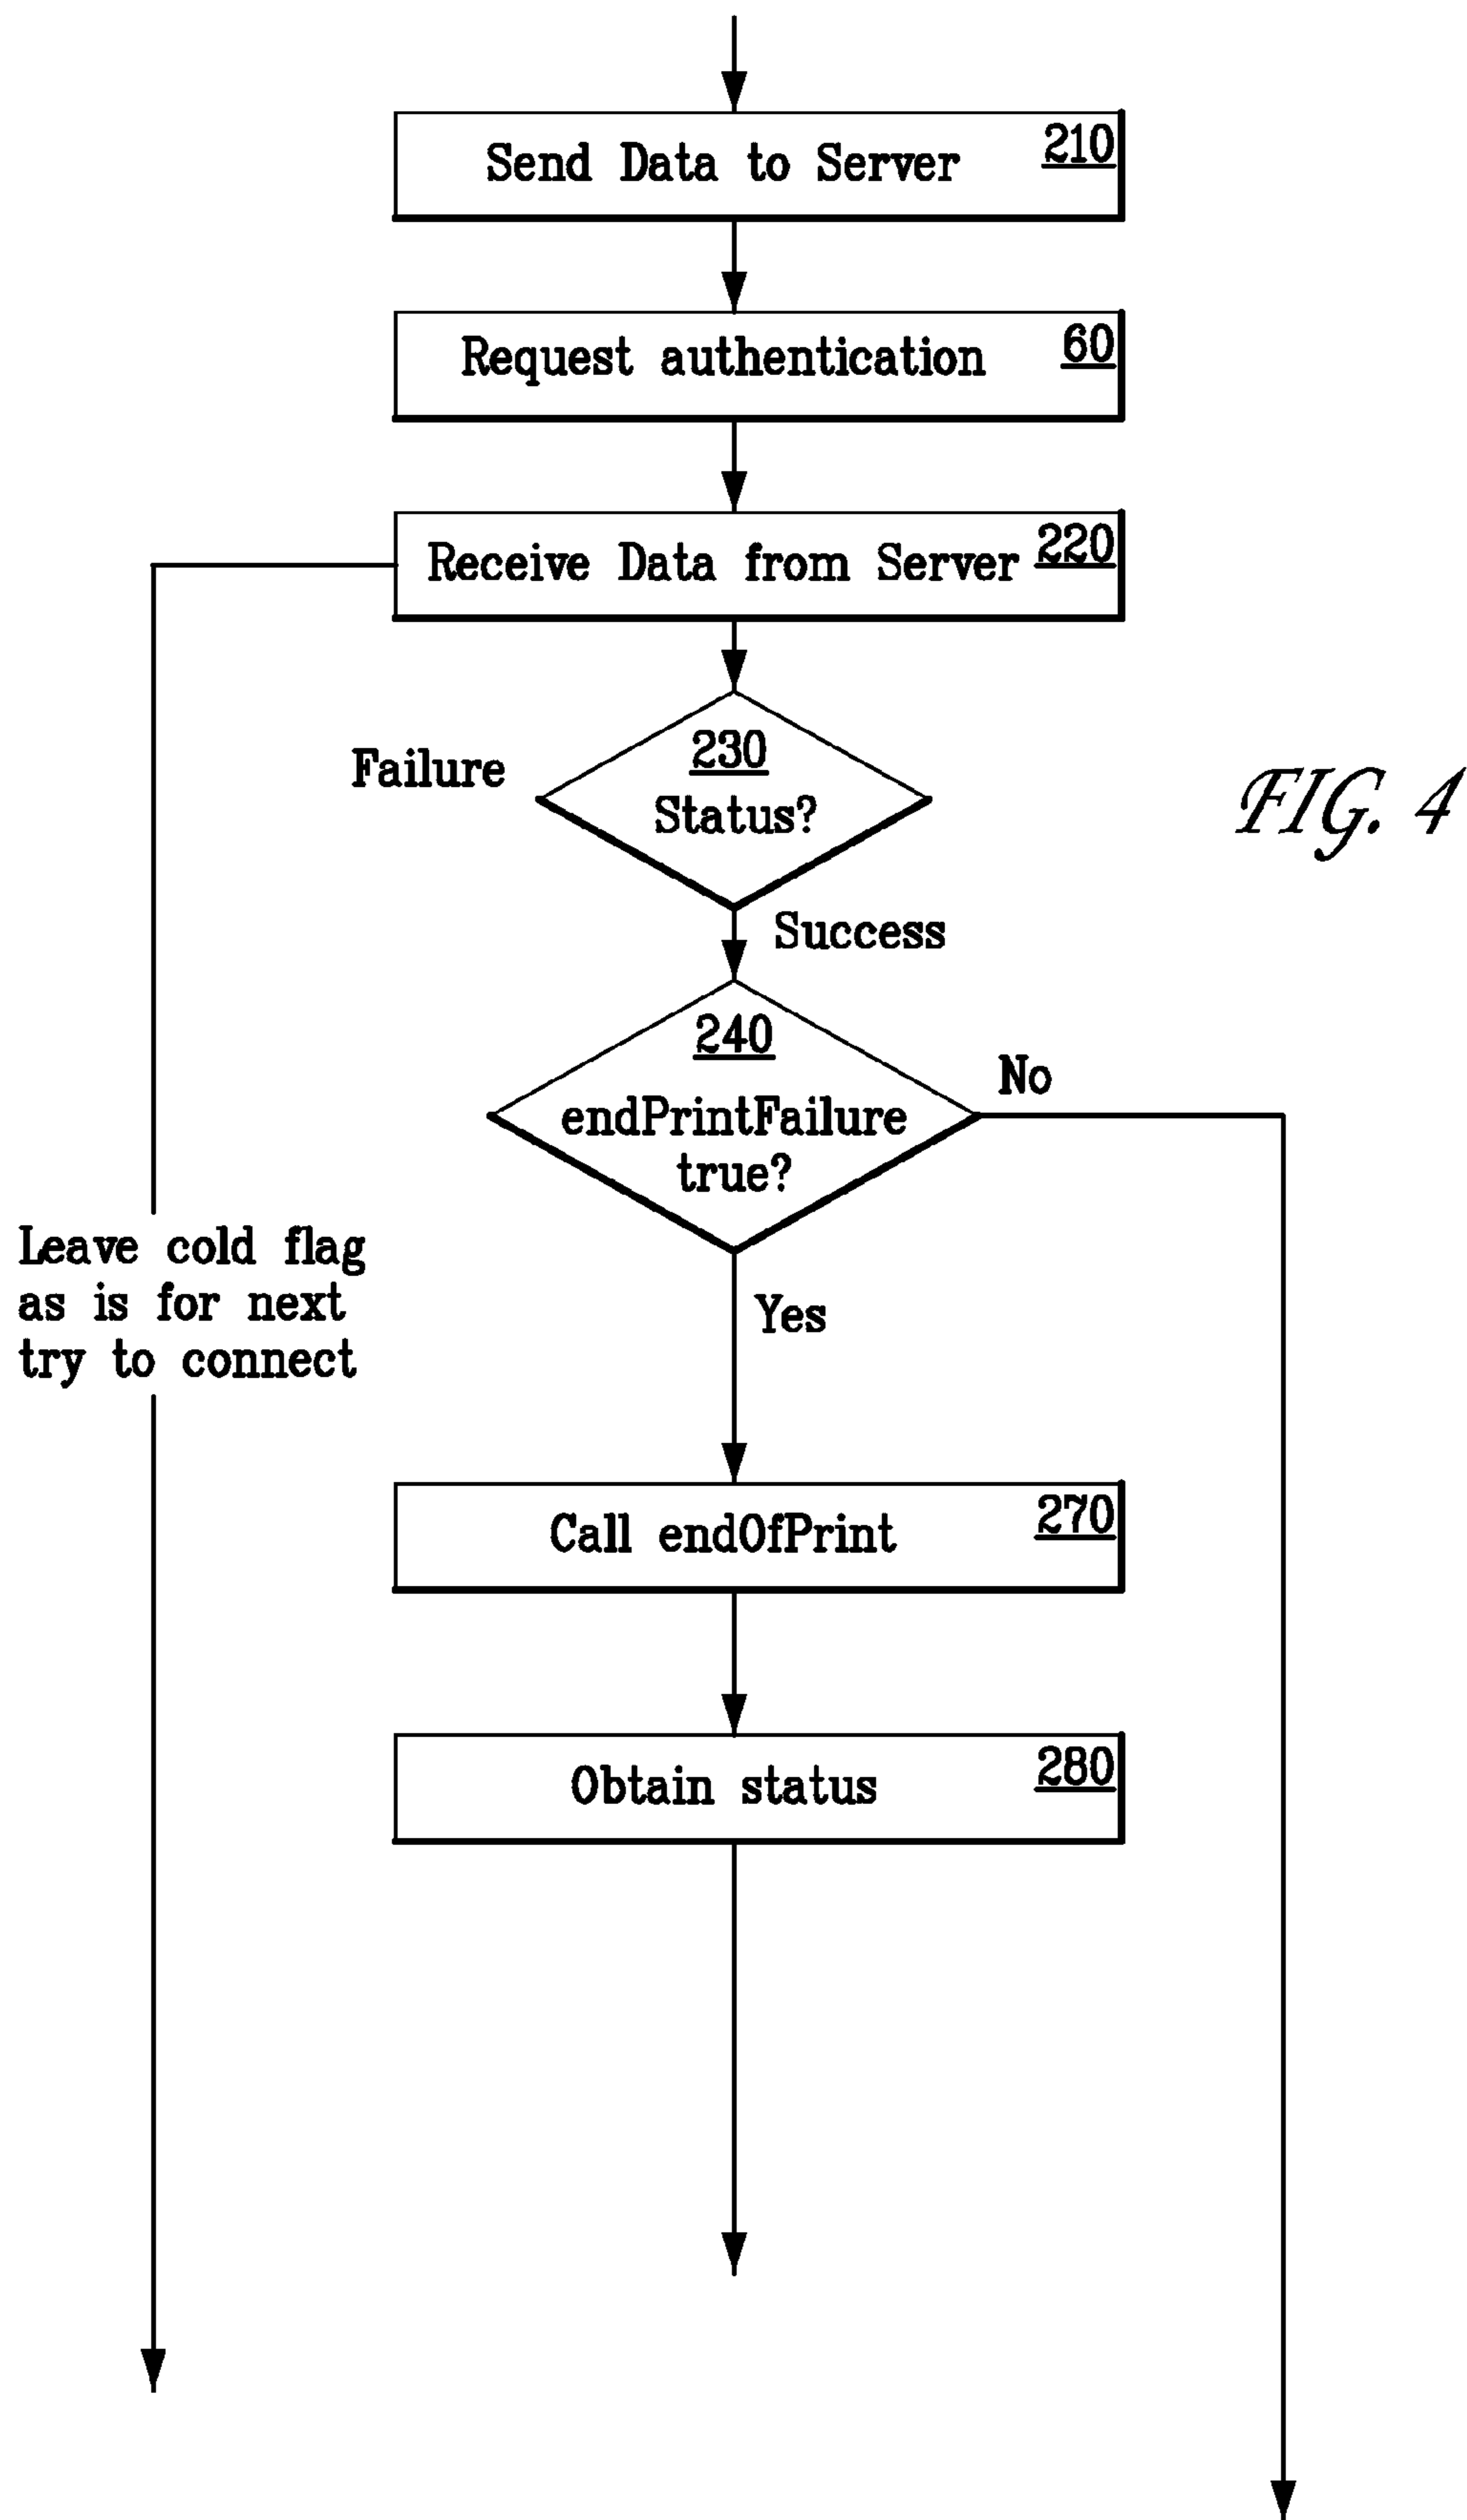 Send Data to Server 210
Request authentication 60
Receive Data from Server 220
Failure
230
Status?
FIG. 4
Success
240
endPrintFailure
true?
No
Leave cold flag
as is for next
try to connect
Yes
Call endOfPrint 270
Obtain status 280